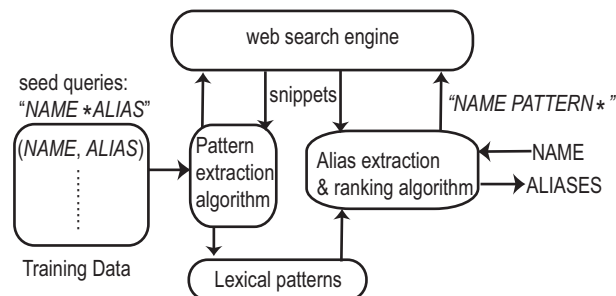 web search engine
seed queries:
“NAME *ALIAS”
snippets
“NAME PATTERN*”
(NAME, ALIAS)
Pattern
extraction
algorithm
Alias extraction
& ranking algorithm
NAME
ALIASES
Training Data
Lexical patterns